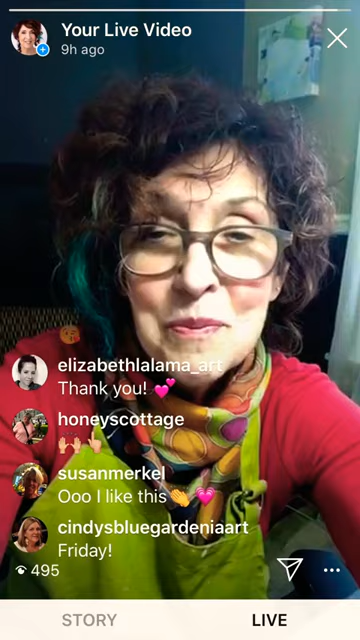 Your Live Video
9h ago
elizabethlalama_art
Thank you! 💕
honeyscottage
susanmerkel
Ooo I like this 👏 💗
cindysbluegardeniaart
Friday!
495
STORY
LIVE